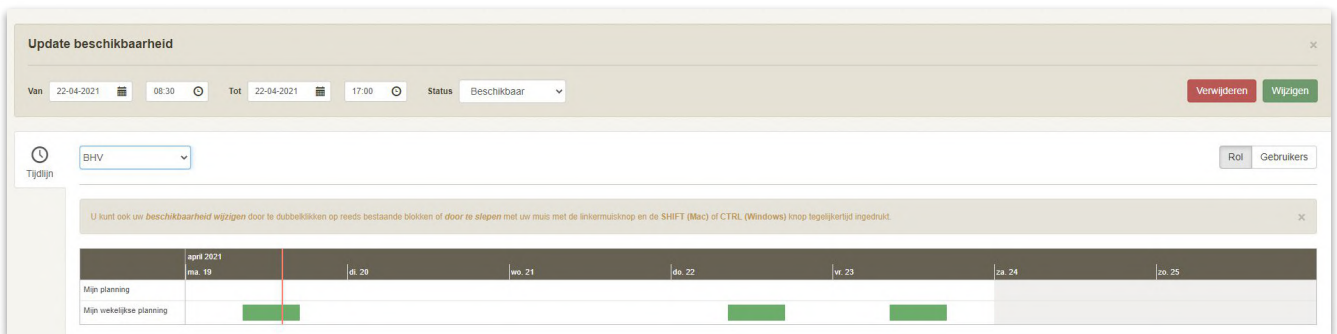 Update beschikbaarheid ×
Van 22-04-2021 08:30 Tot 22-04-2021 17:00 Status Beschikbaar Verwijderen Wijzigen
Tijdlijn
BHV Rol Gebruikers
U kunt ook uw beschikbaarheid wijzigen door te dubbelklikken op reeds bestaande blokken of door te slepen met uw muis met de linkermuisknop en de SHIFT (Mac) of CTRL (Windows) knop tegelijkertijd ingedrukt. ×
april 2021
ma. 19 di. 20 wo. 21 do. 22 vr. 23 za. 24 zo. 25
Mijn planning
Mijn wekelijkse planning